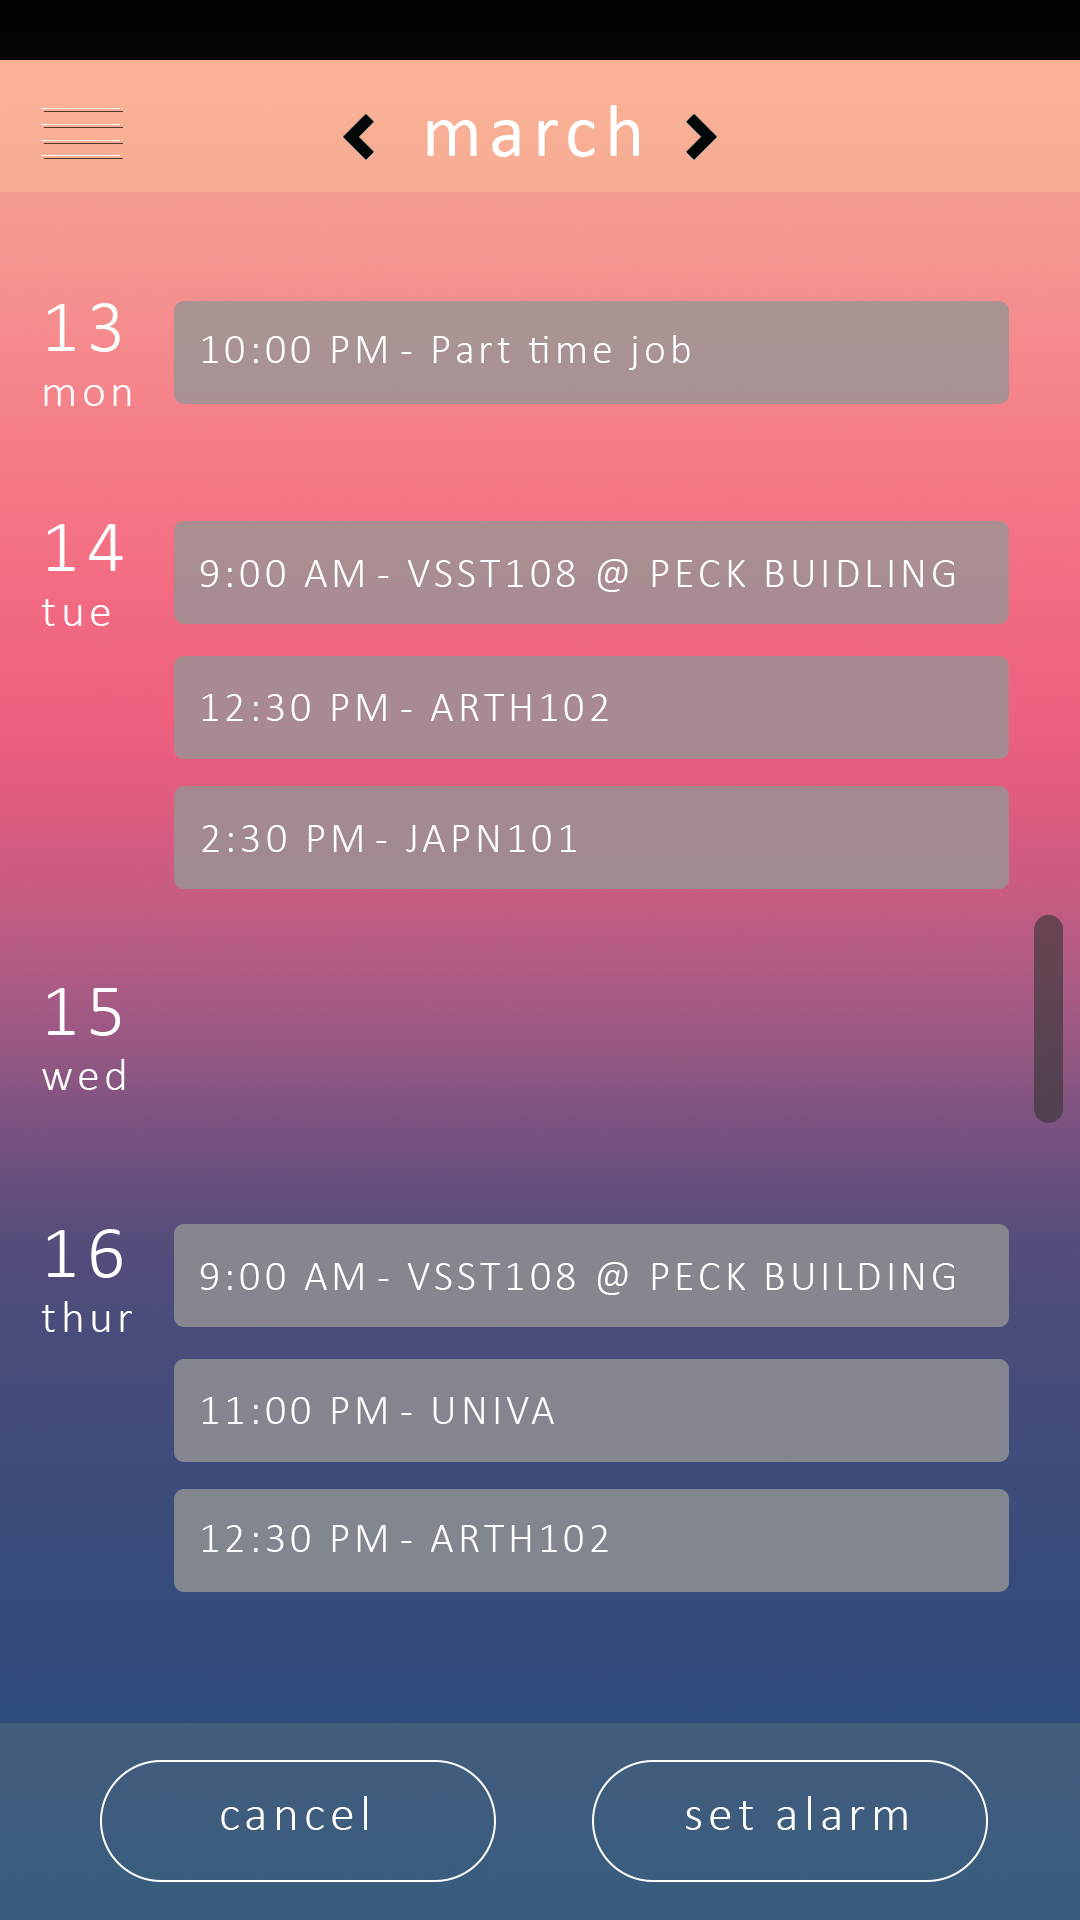 march
13
mon
10:00 PM - Part time job
14
tue
9:00 AM - VSST108 @ PECK BUIDLING
12:30 PM - ARTH102
2:30 PM - JAPN101
15
wed
16
thur
9:00 AM - VSST108 @ PECK BUILDING
11:00 PM - UNIVA
12:30 PM - ARTH102
cancel
set alarm